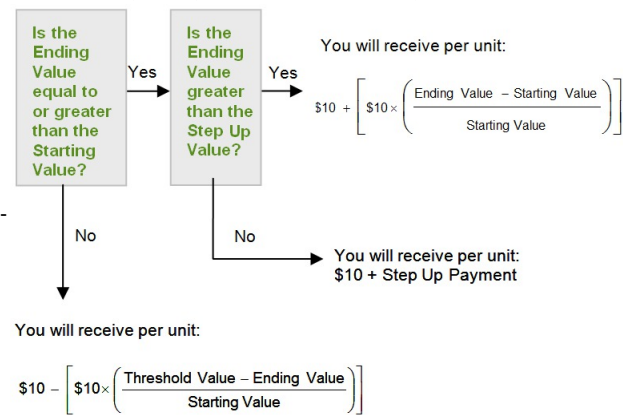 Is the
Ending
Value
equal to
or greater
than the
Starting
Value?
Yes
Is the
Ending
Value
greater
than the
Step Up
Value?
Yes
You will receive per unit:
$10 + [ $10 × ( Ending Value – Starting Value / Starting Value ) ]
No
No
You will receive per unit:
$10 + Step Up Payment
You will receive per unit:
$10 – [ $10× ( Threshold Value – Ending Value / Starting Value ) ]